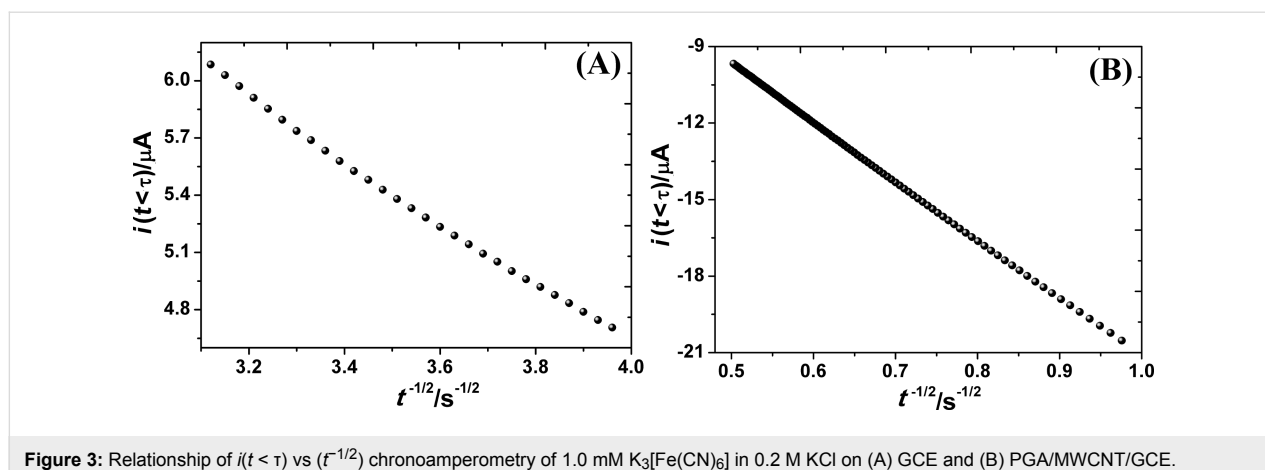 (A)
i(t<τ)/μA
6.0
5.7
5.4
5.1
4.8
3.2 3.4 3.6 3.8 4.0
t⁻¹/²/s⁻¹/²
(B)
i(t<τ)/μA
-9
-12
-15
-18
-21
0.5 0.6 0.7 0.8 0.9 1.0
t⁻¹/²/s⁻¹/²
Figure 3: Relationship of i(t < τ) vs (t⁻¹/²) chronoamperometry of 1.0 mM K₃[Fe(CN)₆] in 0.2 M KCl on (A) GCE and (B) PGA/MWCNT/GCE.